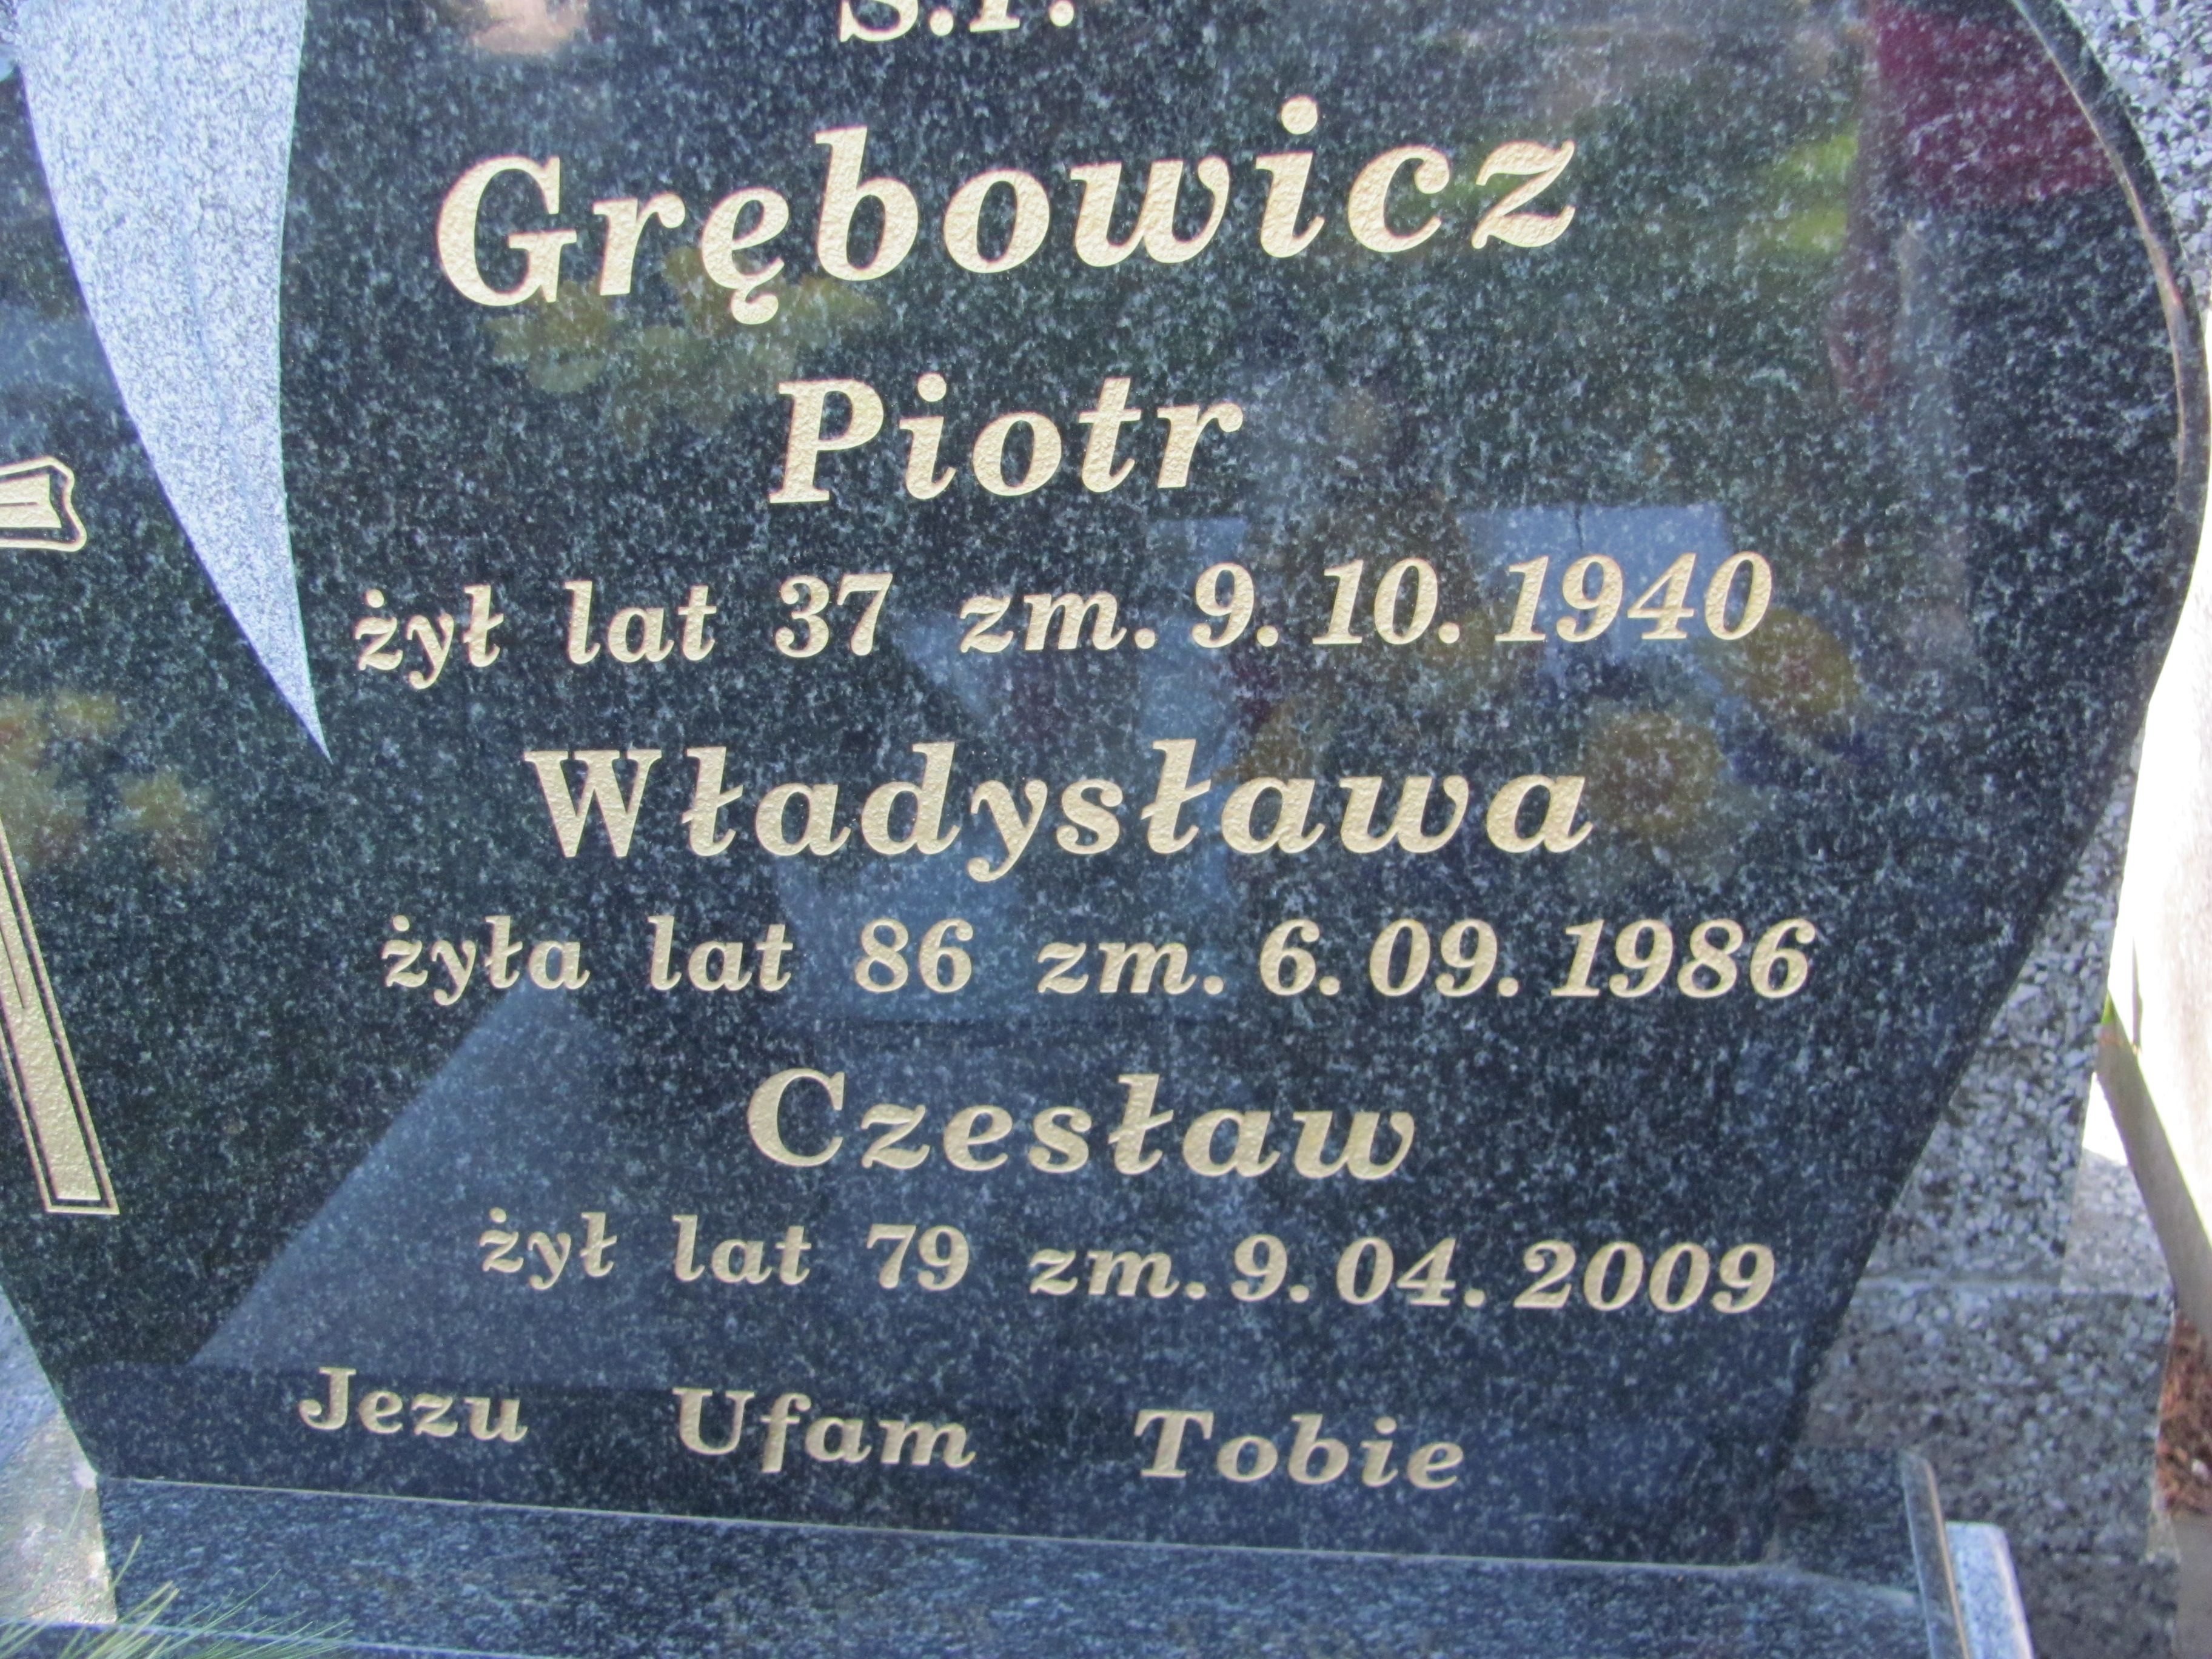 Ś.P.
Grębowicz
Piotr
żył lat 37 zm. 9. 10. 1940
Władysława
żyła lat 86 zm. 6. 09. 1986
Czesław
żył lat 79 zm. 9. 04. 2009
Jezu Ufam Tobie